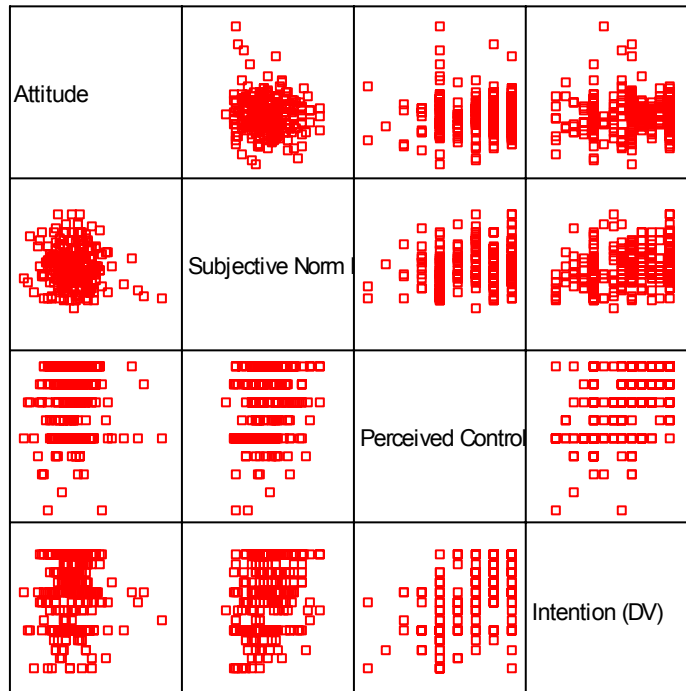 Attitude
Subjective Norm
Perceived Control
Intention (DV)